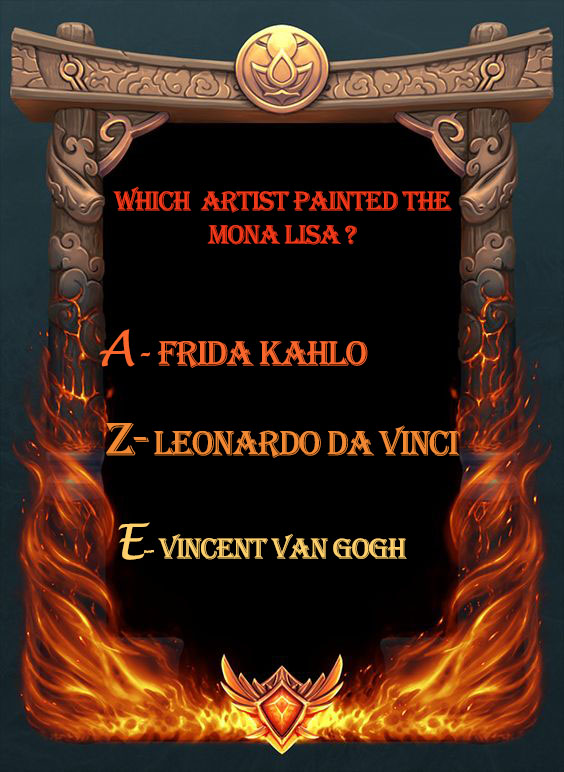 WHICH ARTIST PAINTED THE
MONA LISA ?
A - FRIDA KAHLO
Z- LEONARDO DA VINCI
E- VINCENT VAN GOGH